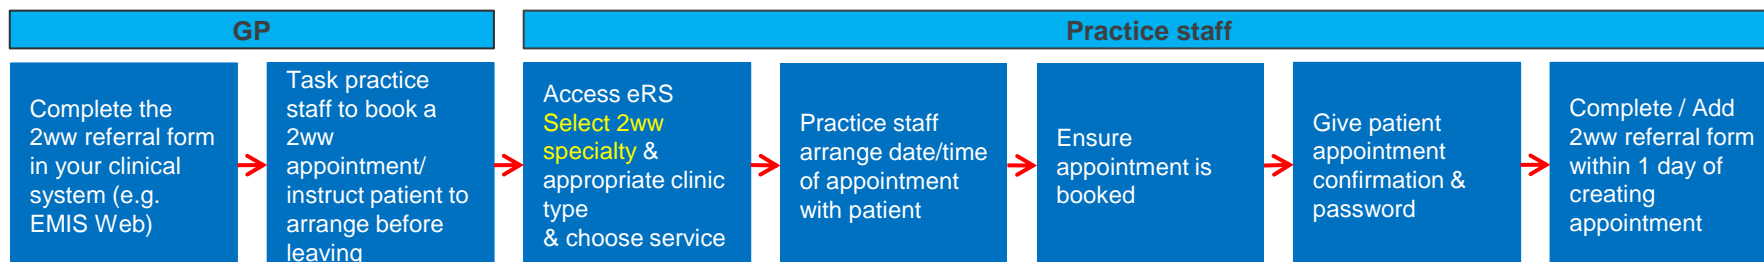 GP
Practice staff
Complete the
2ww referral form
in your clinical
system (e.g.
EMIS Web)
Task practice
staff to book a
2ww
appointment/
instruct patient to
arrange before
leaving
Access eRS
Select 2ww
specialty &
appropriate clinic
type
& choose service
Practice staff
arrange date/time
of appointment
with patient
Ensure
appointment is
booked
Give patient
appointment
confirmation &
password
Complete / Add
2ww referral form
within 1 day of
creating
appointment